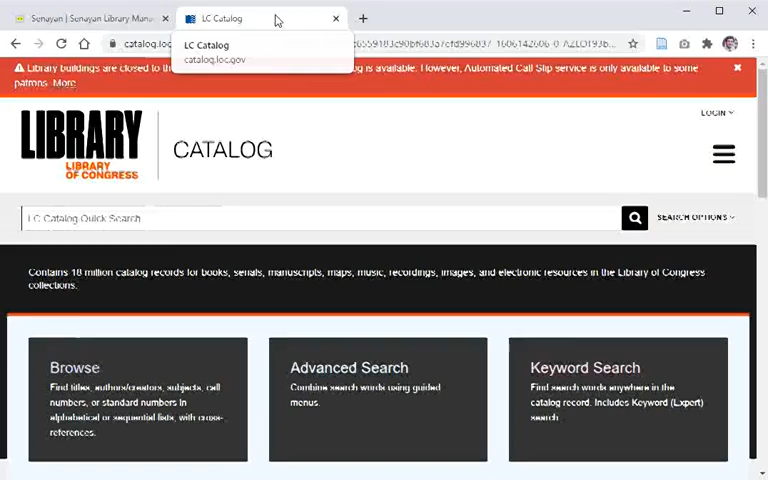 Senayan | Senayan Library Mana
LC Catalog
LC Catalog
catalog.loc.gov
catalog.loc
Library buildings are closed to th
log is available. However, Automated Call Slip service is only available to some
patrons. More
LOGIN
LIBRARY
LIBRARY
OF CONGRESS
CATALOG
LC Catalog Quick Search
SEARCH OPTIONS
Contains 18 million catalog records for books, serials, manuscripts, maps, music, recordings, images, and electronic resources in the Library of Congress
collections.
Browse
Find titles, authors/creators, subjects, call
numbers, or standard numbers in
alphabetical or sequential lists, with cross-
references.
Advanced Search
Combine search words using guided
menus.
Keyword Search
Find search words anywhere in the
catalog record. Includes Keyword (Expert)
search